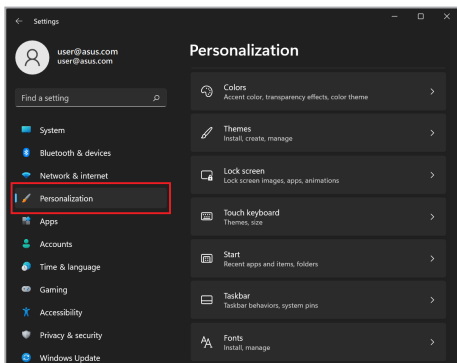 Settings
user@asus.com
user@asus.com
Find a setting
System
Bluetooth & devices
Network & internet
Personalization
Apps
Accounts
Time & language
Gaming
Accessibility
Privacy & security
Windows Update
Personalization
Colors
Accent color, transparency effects, color theme
Themes
Install, create, manage
Lock screen
Lock screen images, apps, animations
Touch keyboard
Themes, size
Start
Recent apps and items, folders
Taskbar
Taskbar behaviors, system pins
Fonts
Install, manage